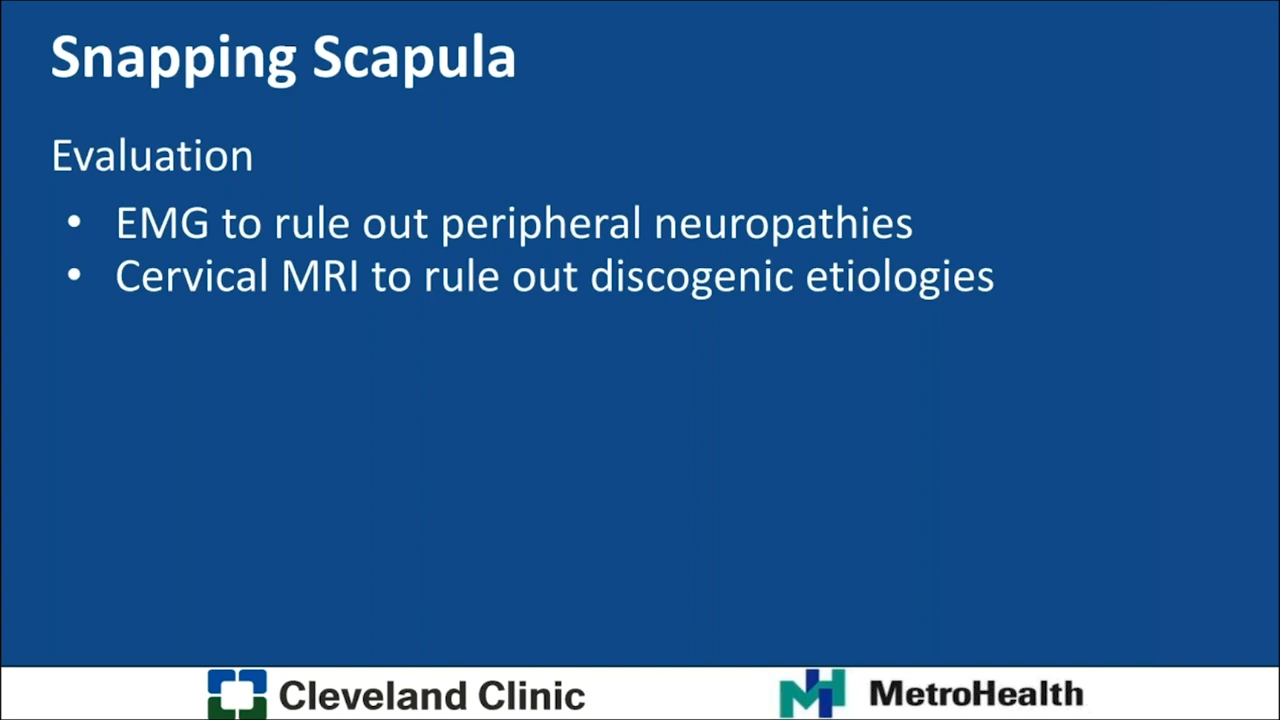 Snapping Scapula
Evaluation
• EMG to rule out peripheral neuropathies
• Cervical MRI to rule out discogenic etiologies
Cleveland Clinic
MetroHealth